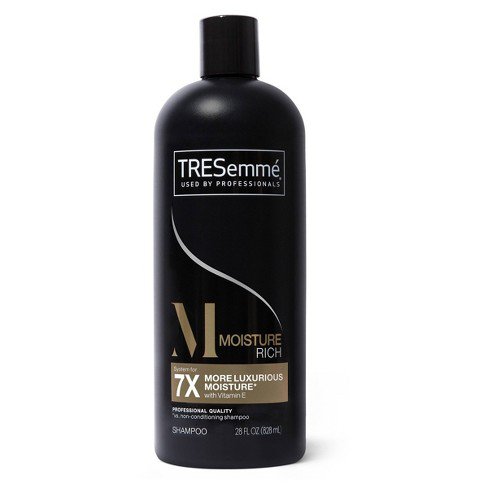 TRESemmé
USED BY PROFESSIONALS
M MOISTURE
RICH
System for
7X MORE LUXURIOUS
MOISTURE*
with Vitamin E
PROFESSIONAL QUALITY
*vs. non-conditioning shampoo
SHAMPOO 28 FL OZ (828 mL)